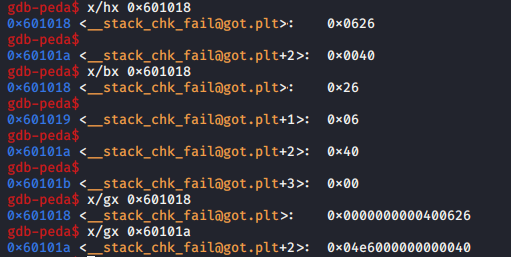 gdb-peda$ x/hx 0x601018
0x601018 <__stack_chk_fail@got.plt>: 0x0626
gdb-peda$
0x60101a <__stack_chk_fail@got.plt+2>: 0x0040
gdb-peda$ x/bx 0x601018
0x601018 <__stack_chk_fail@got.plt>: 0x26
gdb-peda$
0x601019 <__stack_chk_fail@got.plt+1>: 0x06
gdb-peda$
0x60101a <__stack_chk_fail@got.plt+2>: 0x40
gdb-peda$
0x60101b <__stack_chk_fail@got.plt+3>: 0x00
gdb-peda$ x/gx 0x601018
0x601018 <__stack_chk_fail@got.plt>: 0x0000000000400626
gdb-peda$ x/gx 0x60101a
0x60101a <__stack_chk_fail@got.plt+2>: 0x04e6000000000040